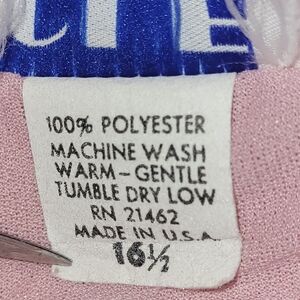 100% POLYESTER
MACHINE WASH
WARM – GENTLE
TUMBLE DRY LOW
RN 21462
MADE IN U.S.A.
16½